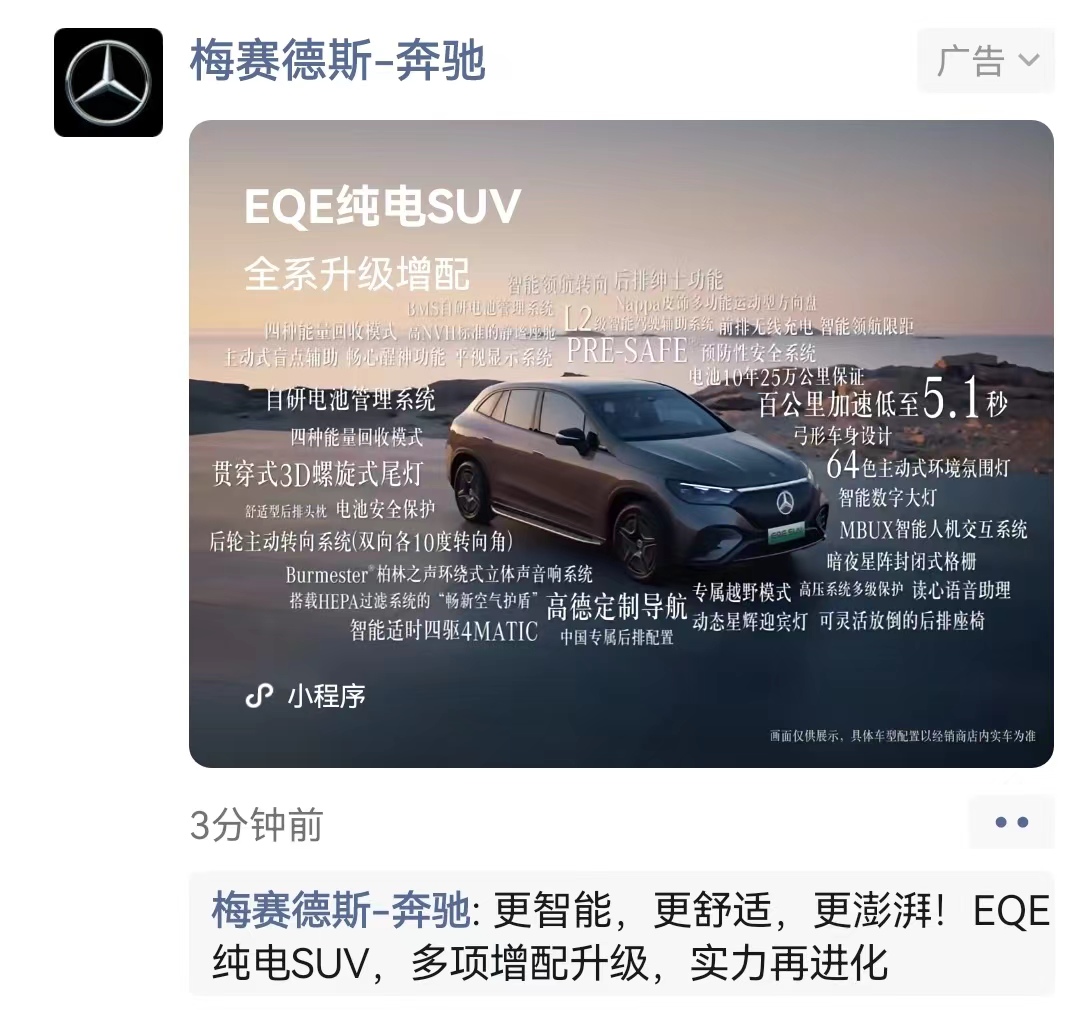 梅赛德斯-奔驰
广告
EQE纯电SUV
全系升级增配
智能领航转向 后排绅士功能
BMS自研电池管理系统 Nappa皮饰多功能运动型方向盘
四种能量回收模式 高NVH标准的静谧座舱 L2级智能驾驶辅助系统 前排无线充电 智能领航限距
主动式盲点辅助 畅心醒神功能 平视显示系统 PRE-SAFE®预防性安全系统
电池10年25万公里保证
自研电池管理系统 百公里加速低至5.1秒
四种能量回收模式 弓形车身设计
贯穿式3D螺旋式尾灯 64色主动式环境氛围灯
舒适型后排头枕 电池安全保护 智能数字大灯
后轮主动转向系统(双向各10度转向角) MBUX智能人机交互系统
暗夜星阵封闭式格栅
Burmester®柏林之声环绕式立体声音响系统
专属越野模式 高压系统多级保护 读心语音助理
搭载HEPA过滤系统的“畅新空气护盾” 高德定制导航
智能适时四驱4MATIC 中国专属后排配置 动态星辉迎宾灯 可灵活放倒的后排座椅
EQE SUV
小程序
画面仅供展示，具体车型配置以经销商店内实车为准
3分钟前
梅赛德斯-奔驰: 更智能，更舒适，更澎湃！EQE
纯电SUV，多项增配升级，实力再进化